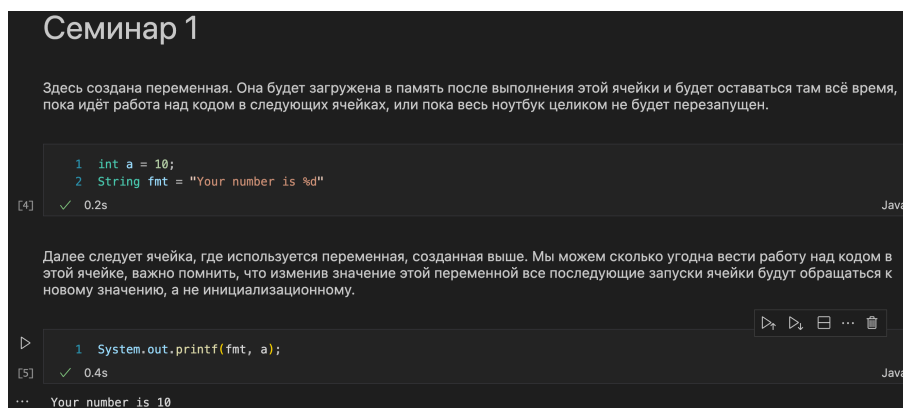 Семинар 1
Здесь создана переменная. Она будет загружена в память после выполнения этой ячейки и будет оставаться там всё время,
пока идёт работа над кодом в следующих ячейках, или пока весь ноутбук целиком не будет перезапущен.
1 int a = 10;
2 String fmt = "Your number is %d"
[4] ✓ 0.2s Java
Далее следует ячейка, где используется переменная, созданная выше. Мы можем сколько угодна вести работу над кодом в
этой ячейке, важно помнить, что изменив значение этой переменной все последующие запуски ячейки будут обращаться к
новому значению, а не инициализационному.
1 System.out.printf(fmt, a);
[5] ✓ 0.4s Java
... Your number is 10